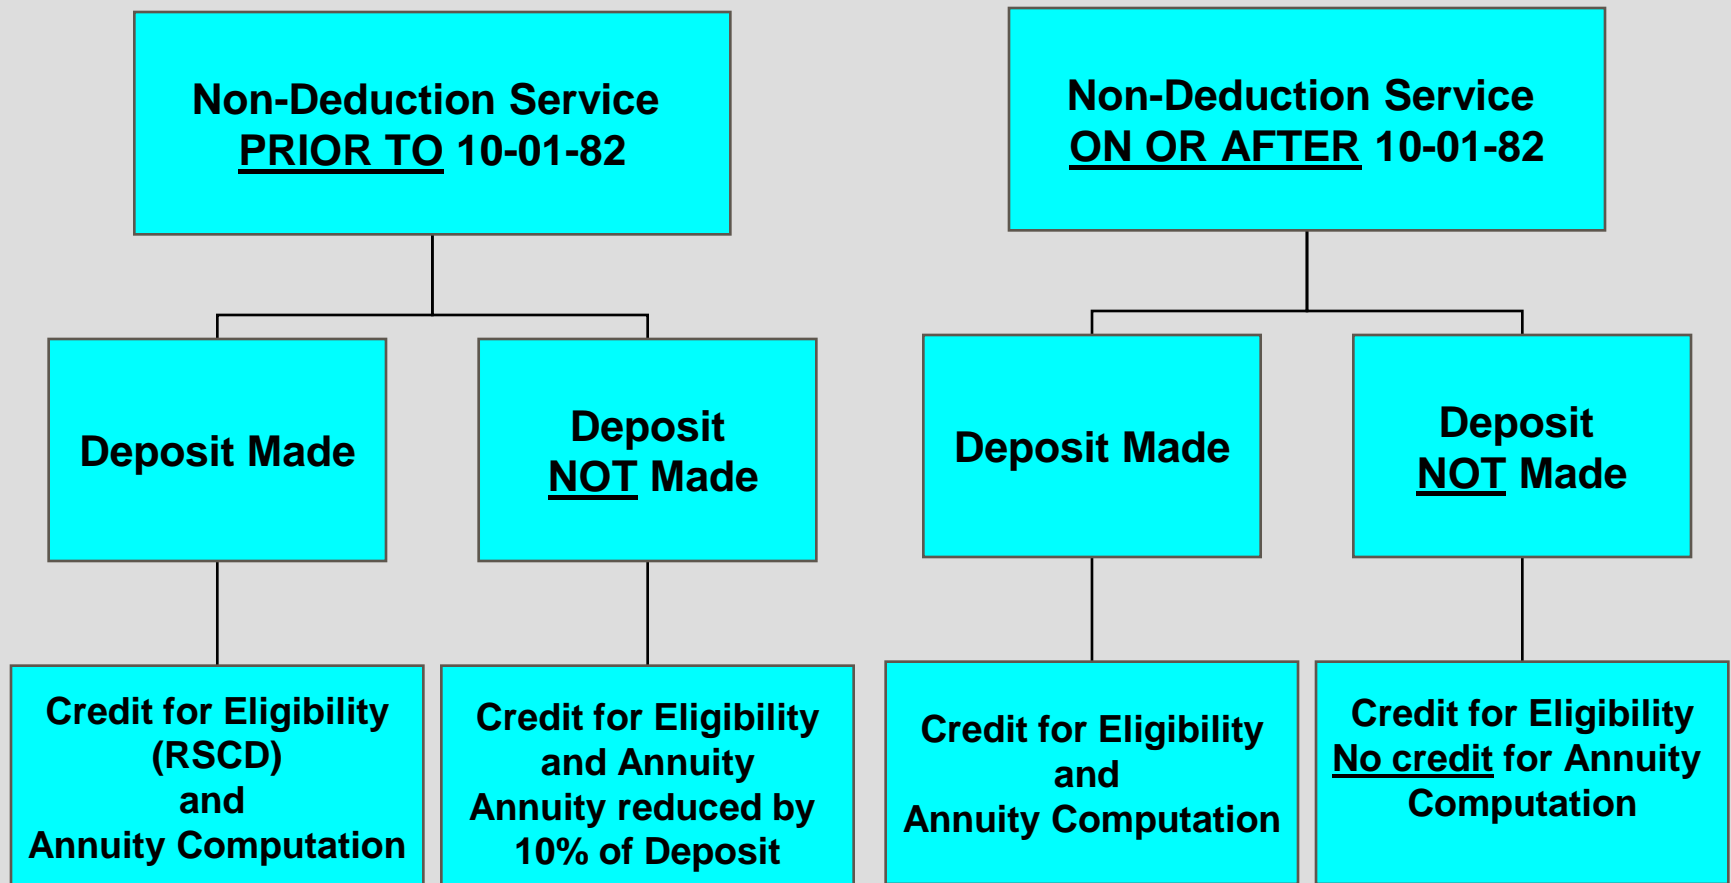 Non-Deduction Service
PRIOR TO 10-01-82
Non-Deduction Service
ON OR AFTER 10-01-82
Deposit Made
Deposit
NOT Made
Deposit Made
Deposit
NOT Made
Credit for Eligibility
(RSCD)
and
Annuity Computation
Credit for Eligibility
and Annuity
Annuity reduced by
10% of Deposit
Credit for Eligibility
and
Annuity Computation
Credit for Eligibility
No credit for Annuity
Computation